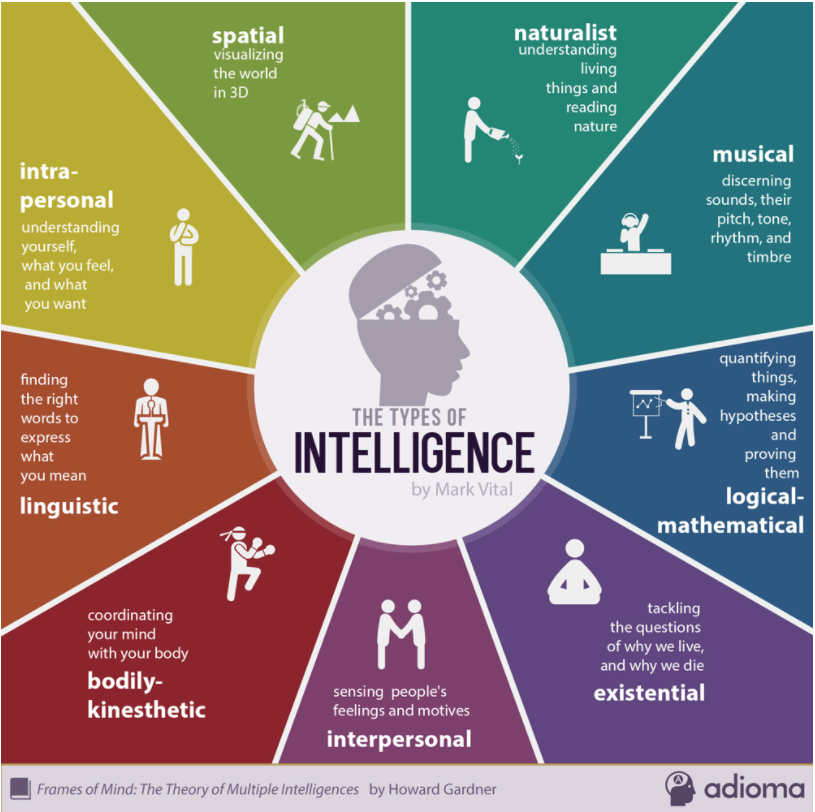 spatial
visualizing
the world
in 3D
naturalist
understanding
living
things and
reading
nature
musical
discerning
sounds, their
pitch, tone,
rhythm, and
timbre
quantifying
things,
making
hypotheses
and
proving
them
logical-
mathematical
tackling
the questions
of why we live,
and why we die
existential
sensing people's
feelings and motives
interpersonal
coordinating
your mind
with your body
bodily-
kinesthetic
finding
the right
words to
express
what
you mean
linguistic
intra-
personal
understanding
yourself,
what you feel,
and what
you want
THE TYPES OF
INTELLIGENCE
by Mark Vital
Frames of Mind: The Theory of Multiple Intelligences by Howard Gardner
A
adioma